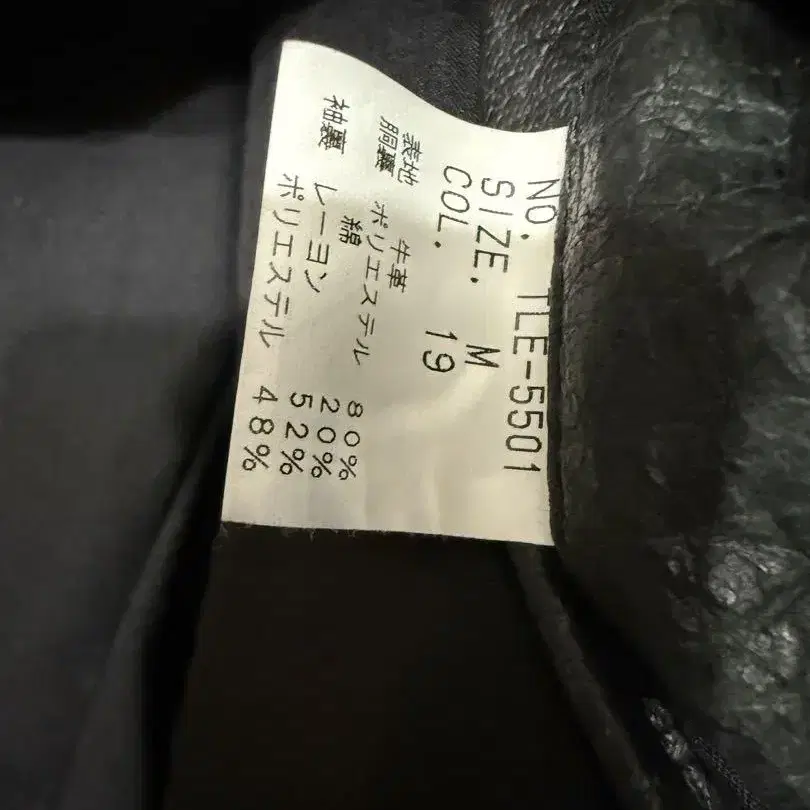 NO. TLE-5501
SIZE. M
COL. 19
表地 牛革
胴裏 ポリエステル 80%
綿 20%
袖裏 レーヨン 52%
ポリエステル 48%